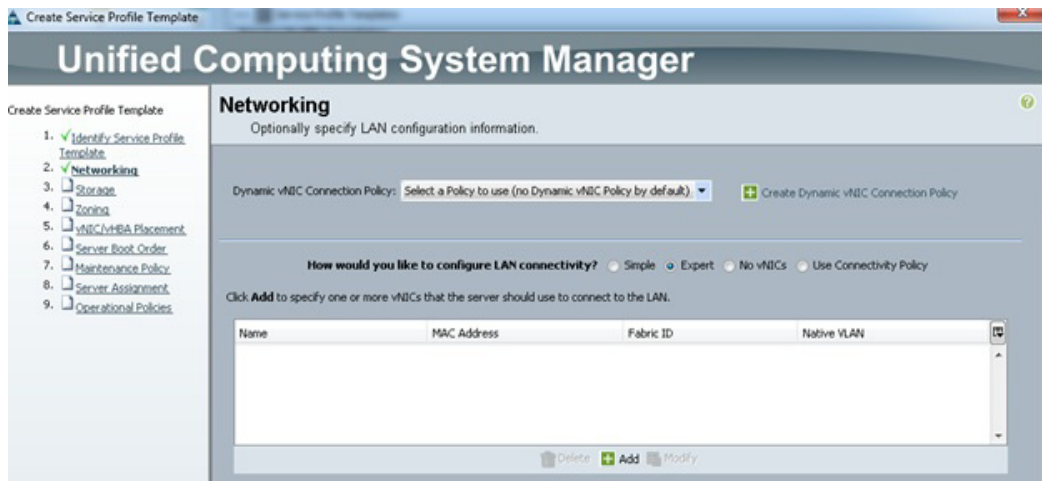 Create Service Profile Template
Unified Computing System Manager
Create Service Profile Template
1. Identify Service Profile
Template
2. Networking
3. Storage
4. Zoning
5. vNIC/vHBA Placement
6. Server Boot Order
7. Maintenance Policy
8. Server Assignment
9. Operational Policies
Networking
Optionally specify LAN configuration information.
Dynamic vNIC Connection Policy: Select a Policy to use (no Dynamic vNIC Policy by default) Create Dynamic vNIC Connection Policy
How would you like to configure LAN connectivity? Simple Expert No vNICs Use Connectivity Policy
Click Add to specify one or more vNICs that the server should use to connect to the LAN.
Name MAC Address Fabric ID Native VLAN
Delete Add Modify